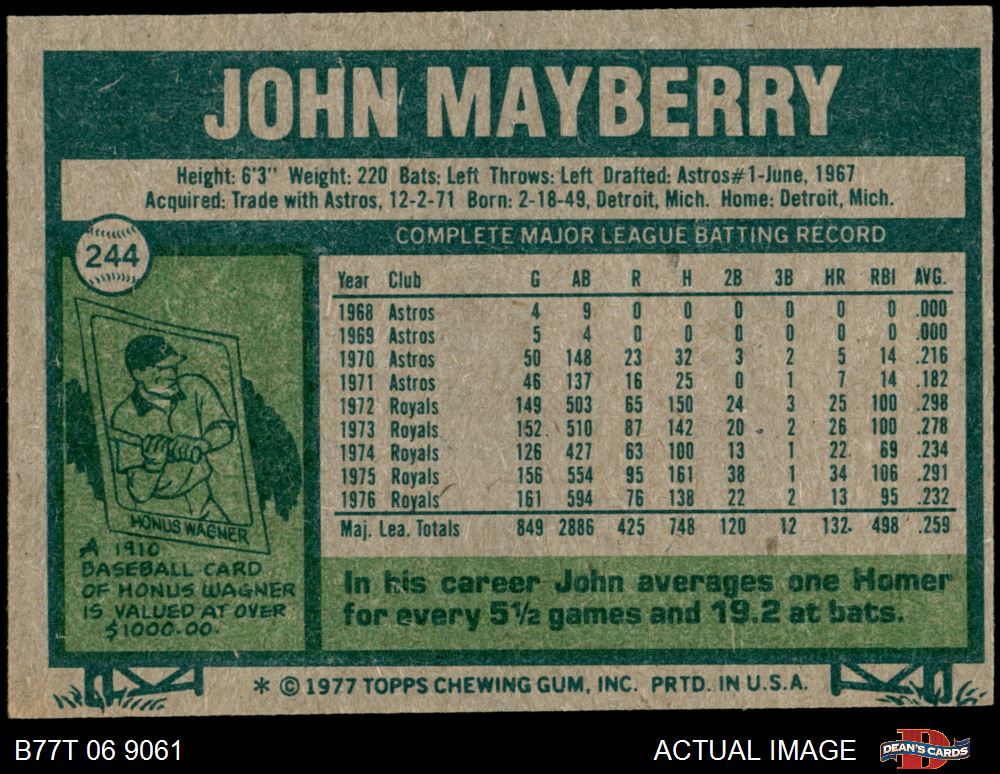 JOHN MAYBERRY
Height: 6'3" Weight: 220 Bats: Left Throws: Left Drafted: Astros#1-June, 1967
Acquired: Trade with Astros, 12-2-71 Born: 2-18-49, Detroit, Mich. Home: Detroit, Mich.
244
COMPLETE MAJOR LEAGUE BATTING RECORD
Year Club G AB R H 2B 3B HR RBI AVG.
1968 Astros 4 9 0 0 0 0 0 0 .000
1969 Astros 5 4 0 0 0 0 0 0 .000
1970 Astros 50 148 23 32 3 2 5 14 .216
1971 Astros 46 137 16 25 0 1 7 14 .182
1972 Royals 149 503 65 150 24 3 25 100 .298
1973 Royals 152 510 87 142 20 2 26 100 .278
1974 Royals 126 427 63 100 13 1 22 69 .234
1975 Royals 156 554 95 161 38 1 34 106 .291
1976 Royals 161 594 76 138 22 2 13 95 .232
Maj. Lea. Totals 849 2886 425 748 120 12 132 498 .259
HONUS WAGNER
A 1910
BASEBALL CARD
OF HONUS WAGNER
IS VALUED AT OVER
$1000.00.
In his career John averages one Homer
for every 5½ games and 19.2 at bats.
* © 1977 TOPPS CHEWING GUM, INC. PRTD. IN U.S.A.
B77T 06 9061
ACTUAL IMAGE
DEAN'S CARDS